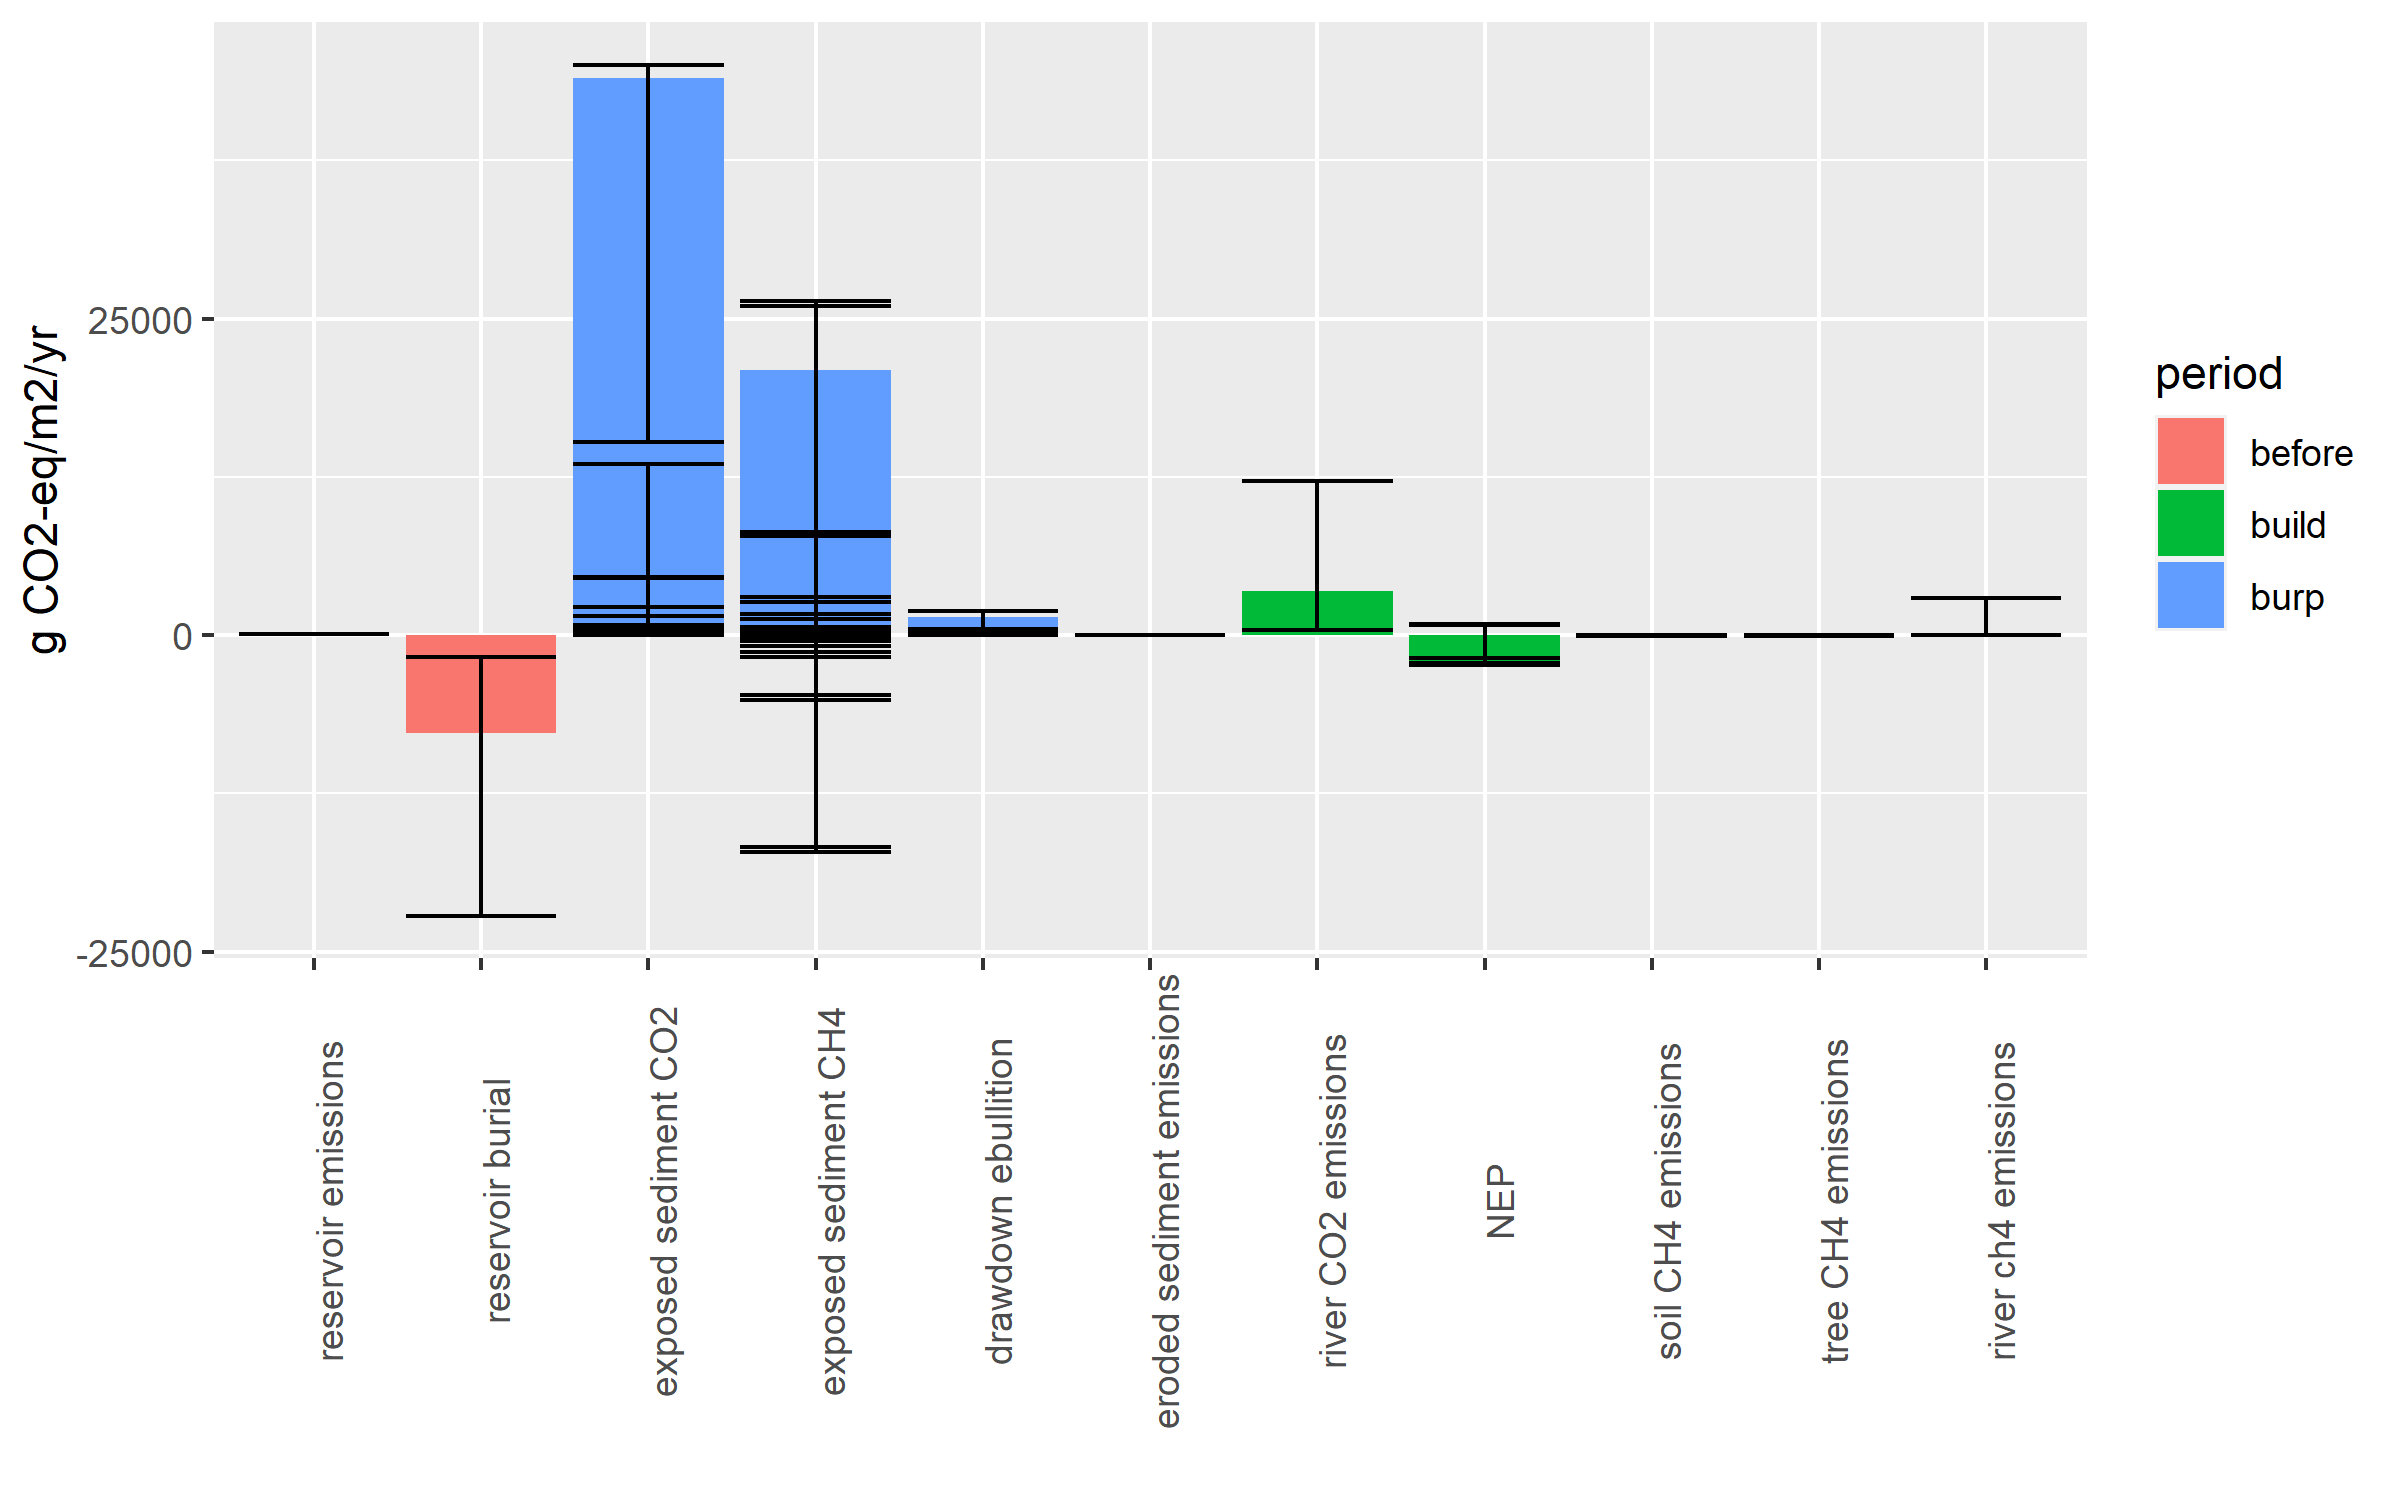 g CO2-eq/m2/yr
25000
0
-25000
reservoir emissions
reservoir burial
exposed sediment CO2
exposed sediment CH4
drawdown ebullition
eroded sediment emissions
river CO2 emissions
NEP
soil CH4 emissions
tree CH4 emissions
river ch4 emissions
period
before
build
burp